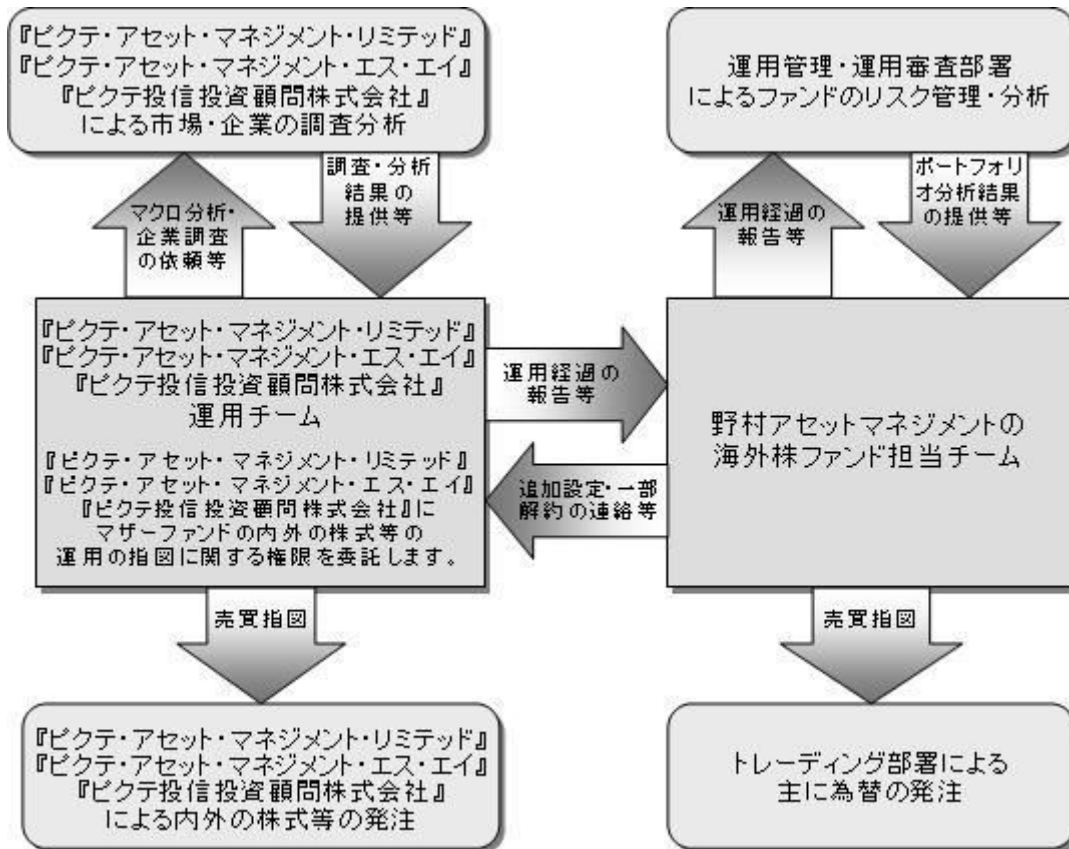 『ピクテ・アセット・マネジメント・リミテッド』
『ピクテ・アセット・マネジメント・エス・エイ』
『ピクテ投信投資顧問株式会社』
による市場・企業の調査分析
運用管理・運用審査部署
によるファンドのリスク管理・分析
マクロ分析・
企業調査
の依頼等
調査・分析
結果の
提供等
運用経過の
報告等
ポートフォリ
オ分析結果
の提供等
『ピクテ・アセット・マネジメント・リミテッド』
『ピクテ・アセット・マネジメント・エス・エイ』
『ピクテ投信投資顧問株式会社』
運用チーム
『ピクテ・アセット・マネジメント・リミテッド』
『ピクテ・アセット・マネジメント・エス・エイ』
『ピクテ投信投資顧問株式会社』に
マザーファンドの内外の株式等の
運用の指図に関する権限を委託します。
運用経過の
報告等
追加設定・一部
解約の連絡等
野村アセットマネジメントの
海外株ファンド担当チーム
売買指図
売買指図
『ピクテ・アセット・マネジメント・リミテッド』
『ピクテ・アセット・マネジメント・エス・エイ』
『ピクテ投信投資顧問株式会社』
による内外の株式等の発注
トレーディング部署による
主に為替の発注